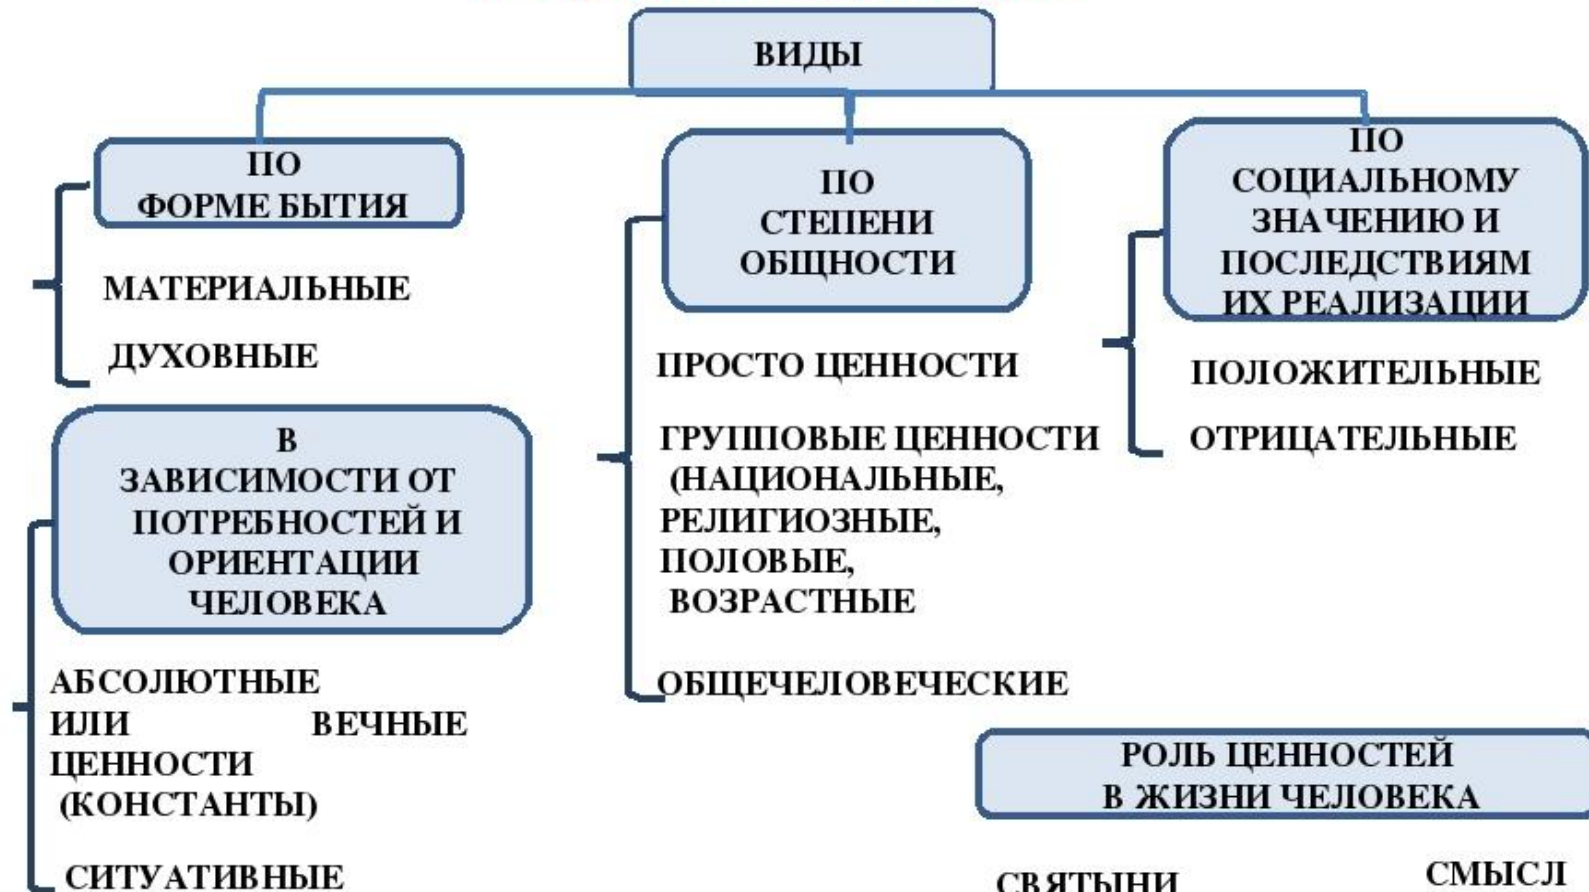 ВИДЫ
ПО
ФОРМЕ БЫТИЯ
МАТЕРИАЛЬНЫЕ
ДУХОВНЫЕ
В
ЗАВИСИМОСТИ ОТ
ПОТРЕБНОСТЕЙ И
ОРИЕНТАЦИИ
ЧЕЛОВЕКА
АБСОЛЮТНЫЕ
ИЛИ ВЕЧНЫЕ
ЦЕННОСТИ
(КОНСТАНТЫ)
СИТУАТИВНЫЕ
ПО
СТЕПЕНИ
ОБЩНОСТИ
ПРОСТО ЦЕННОСТИ
ГРУППОВЫЕ ЦЕННОСТИ
(НАЦИОНАЛЬНЫЕ,
РЕЛИГИОЗНЫЕ,
ПОЛОВЫЕ,
ВОЗРАСТНЫЕ
ОБЩЕЧЕЛОВЕЧЕСКИЕ
ПО
СОЦИАЛЬНОМУ
ЗНАЧЕНИЮ И
ПОСЛЕДСТВИЯМ
ИХ РЕАЛИЗАЦИИ
ПОЛОЖИТЕЛЬНЫЕ
ОТРИЦАТЕЛЬНЫЕ
РОЛЬ ЦЕННОСТЕЙ
В ЖИЗНИ ЧЕЛОВЕКА
СВЯТЫНИ
СМЫСЛ